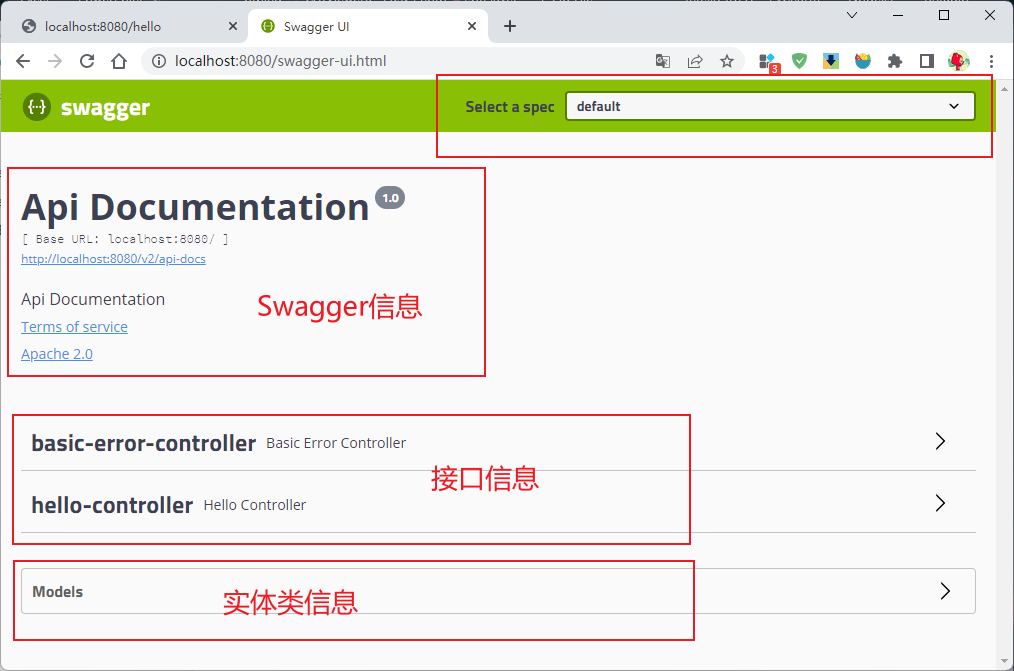 localhost:8080/hello
Swagger UI
localhost:8080/swagger-ui.html
3
swagger
Select a spec
default
Api Documentation 1.0
[ Base URL: localhost:8080/ ]
http://localhost:8080/v2/api-docs
Api Documentation
Swagger信息
Terms of service
Apache 2.0
basic-error-controller Basic Error Controller
接口信息
hello-controller Hello Controller
Models
实体类信息